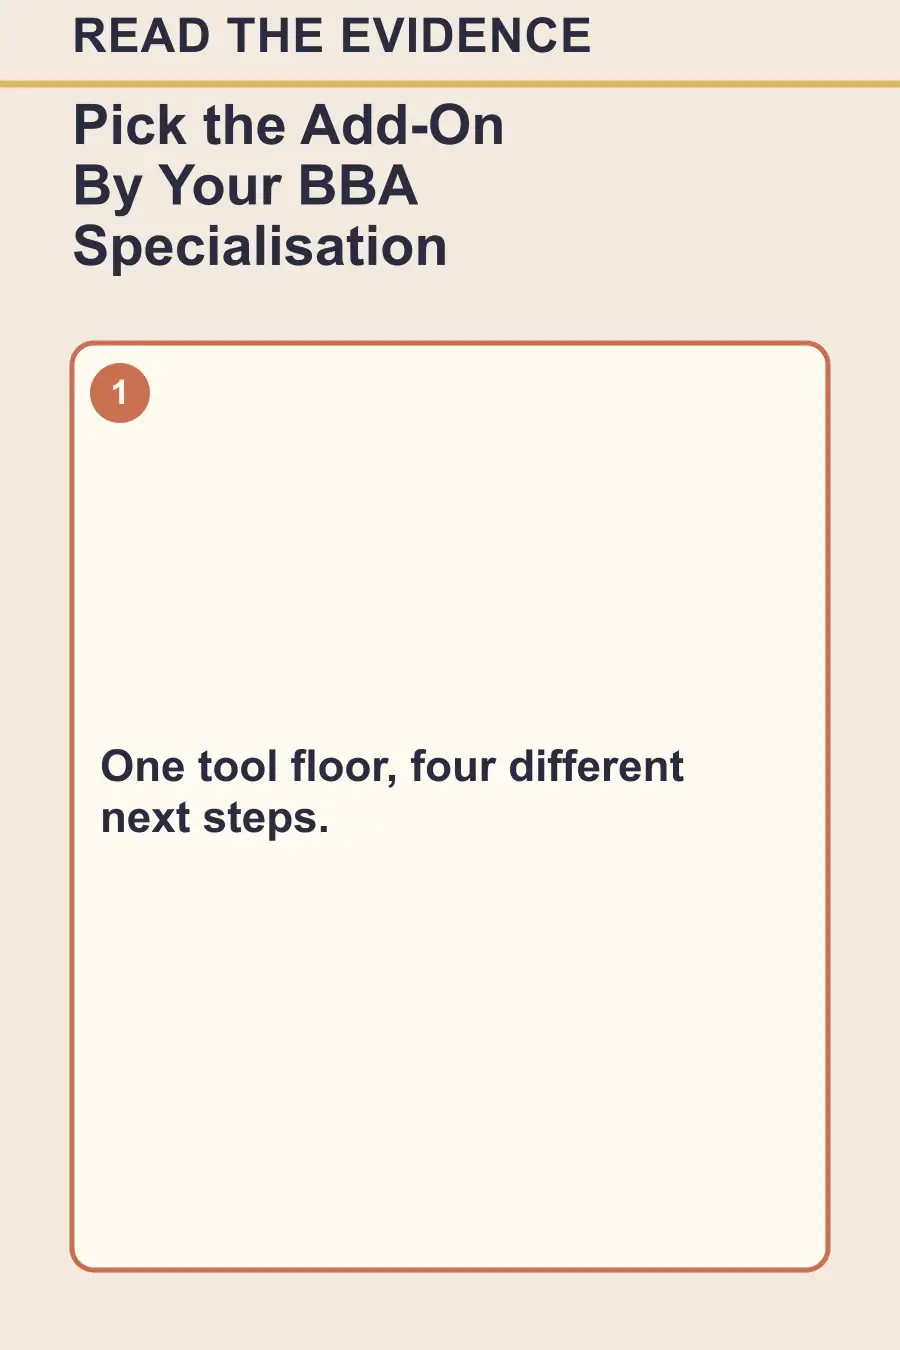 READ THE EVIDENCE
Pick the Add-On
By Your BBA
Specialisation
1
One tool floor, four different
next steps.